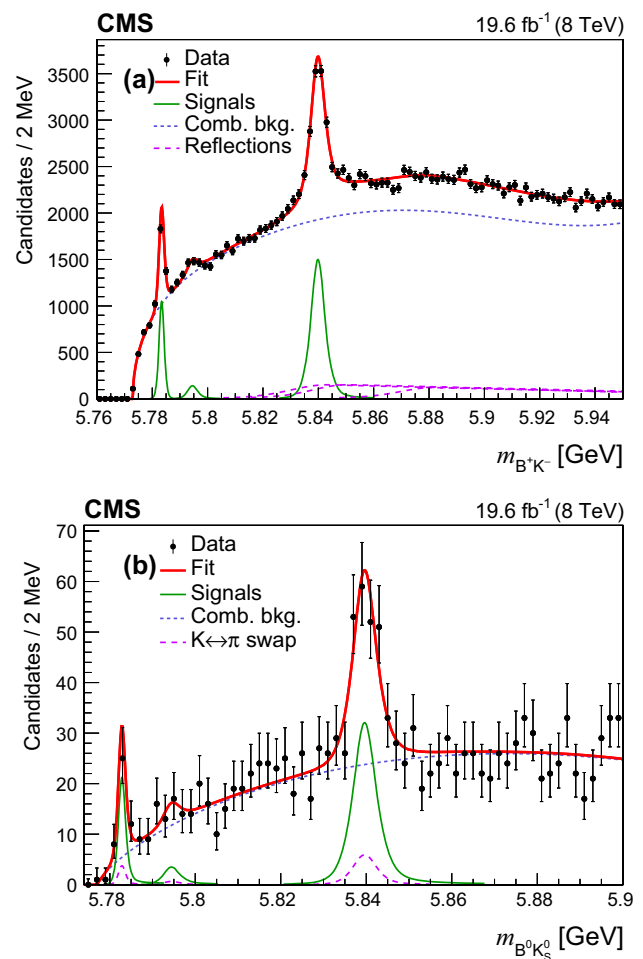 CMS 19.6 fb⁻¹ (8 TeV)
(a)
Data
Fit
Signals
Comb. bkg.
Reflections
Candidates / 2 MeV
3500
3000
2500
2000
1500
1000
500
0
5.76 5.78 5.8 5.82 5.84 5.86 5.88 5.9 5.92 5.94
m_{B⁺K⁻} [GeV]
CMS 19.6 fb⁻¹ (8 TeV)
(b)
Data
Fit
Signals
Comb. bkg.
K↔π swap
Candidates / 2 MeV
70
60
50
40
30
20
10
0
5.78 5.8 5.82 5.84 5.86 5.88 5.9
m_{B⁰K⁰_S} [GeV]